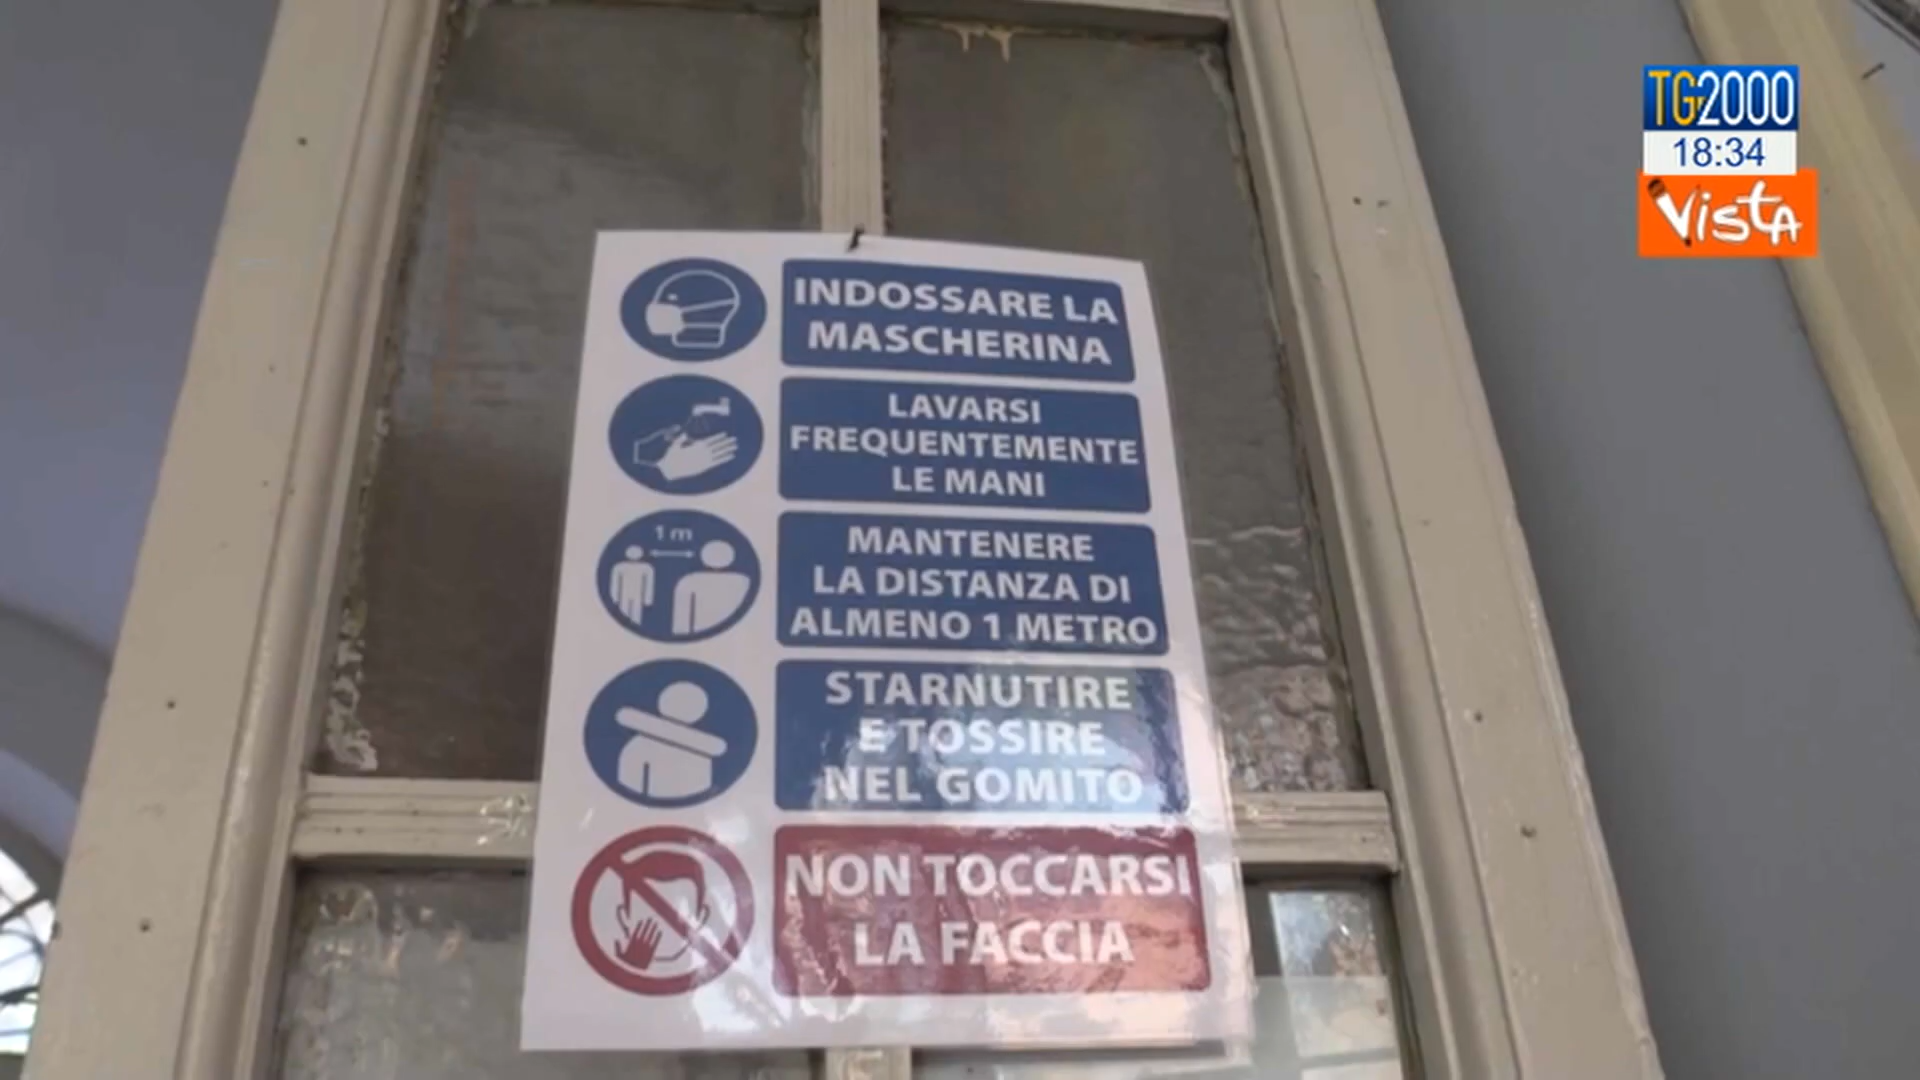 TG2000
18:34
Vista
INDOSSARE LA
MASCHERINA
LAVARSI
FREQUENTEMENTE
LE MANI
1 m
MANTENERE
LA DISTANZA DI
ALMENO 1 METRO
STARNUTIRE
E TOSSIRE
NEL GOMITO
NON TOCCARSI
LA FACCIA